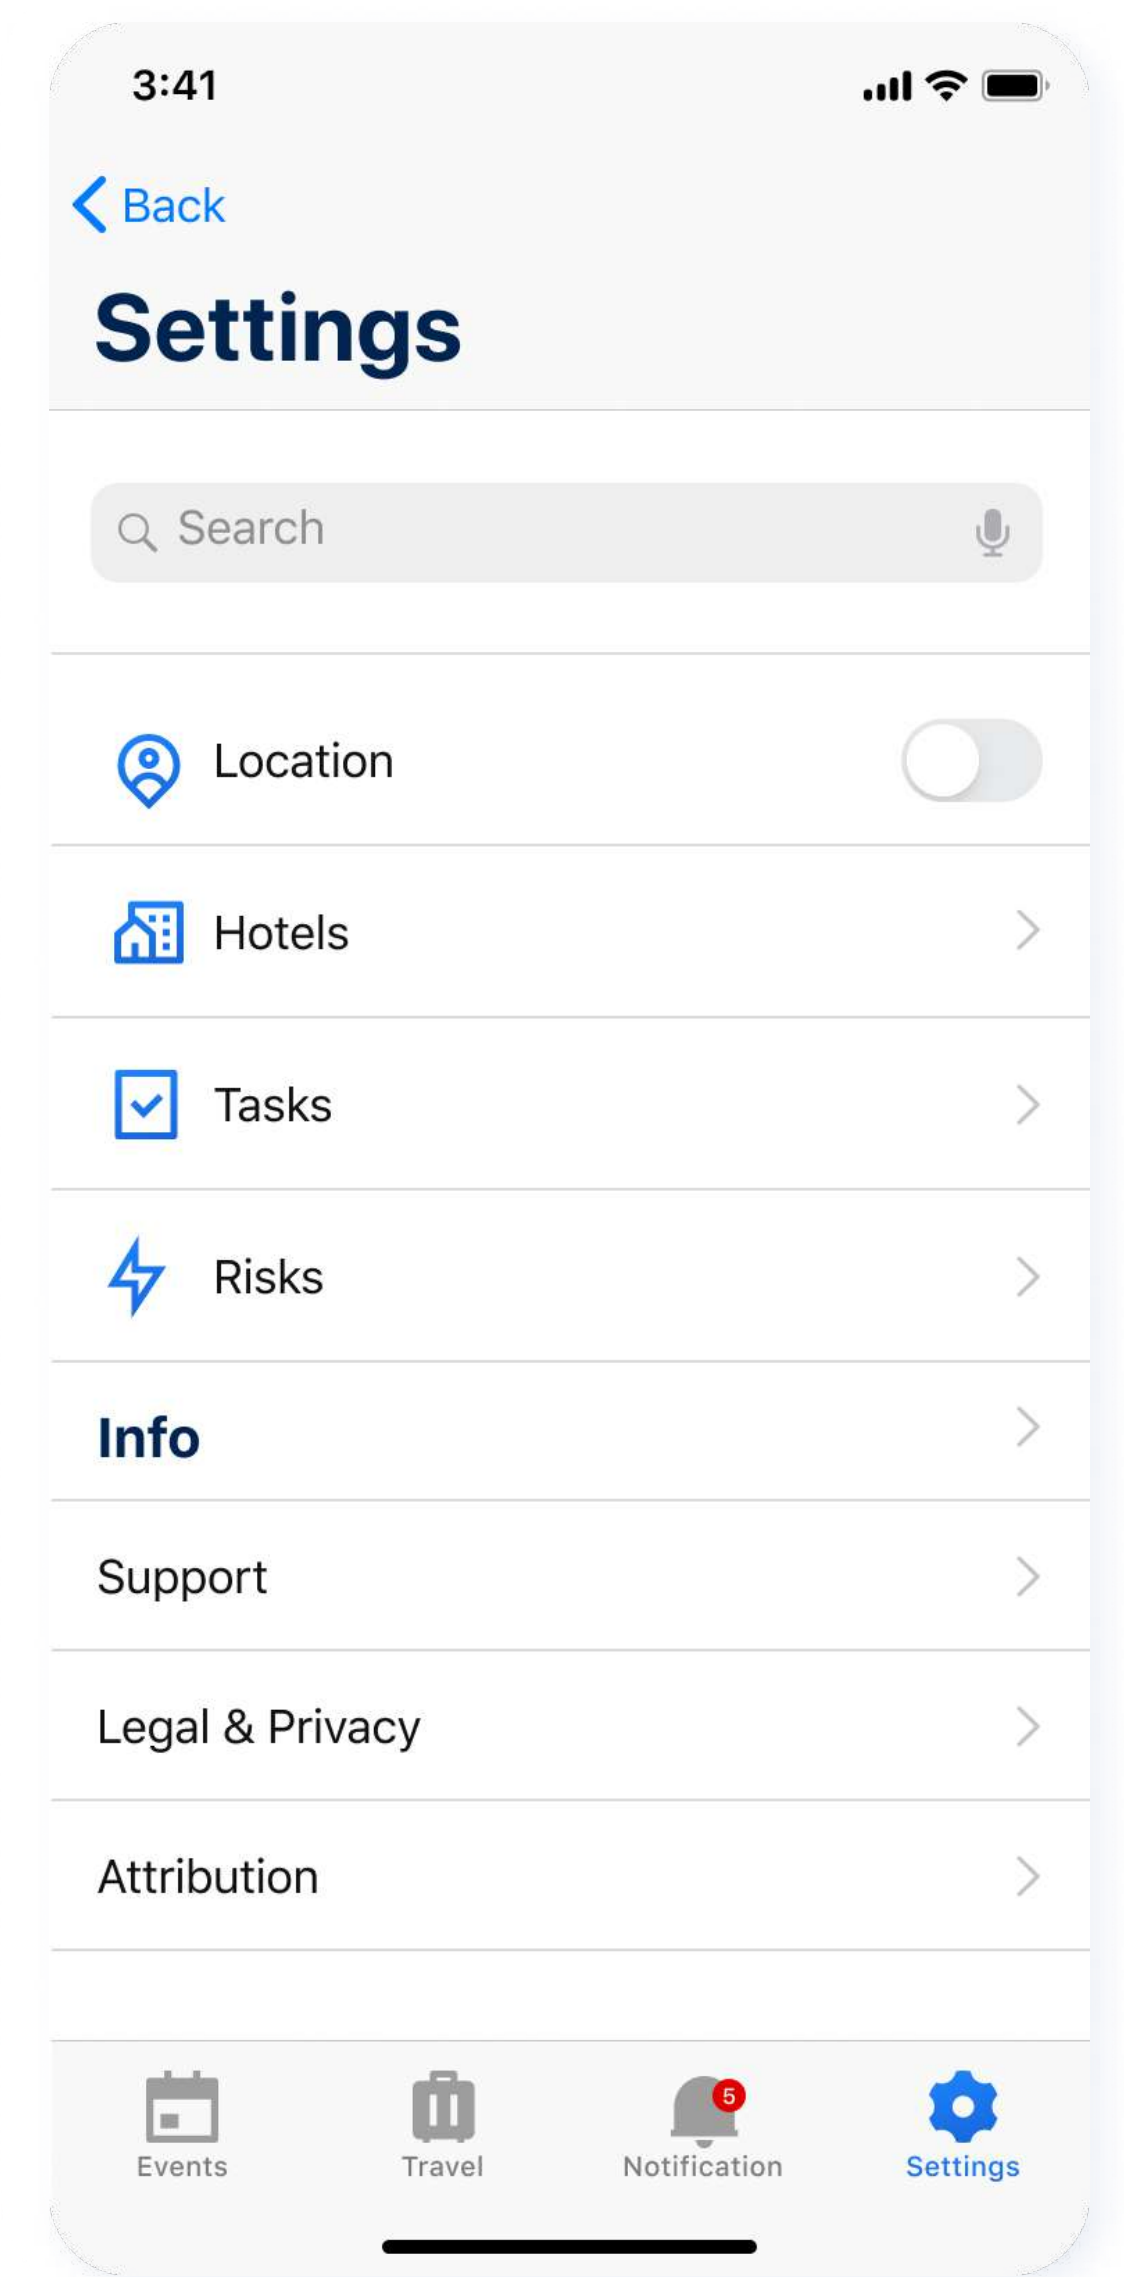 3:41
Back
Settings
Search
Location
Hotels
Tasks
Risks
Info
Support
Legal & Privacy
Attribution
5
Events Travel Notification Settings